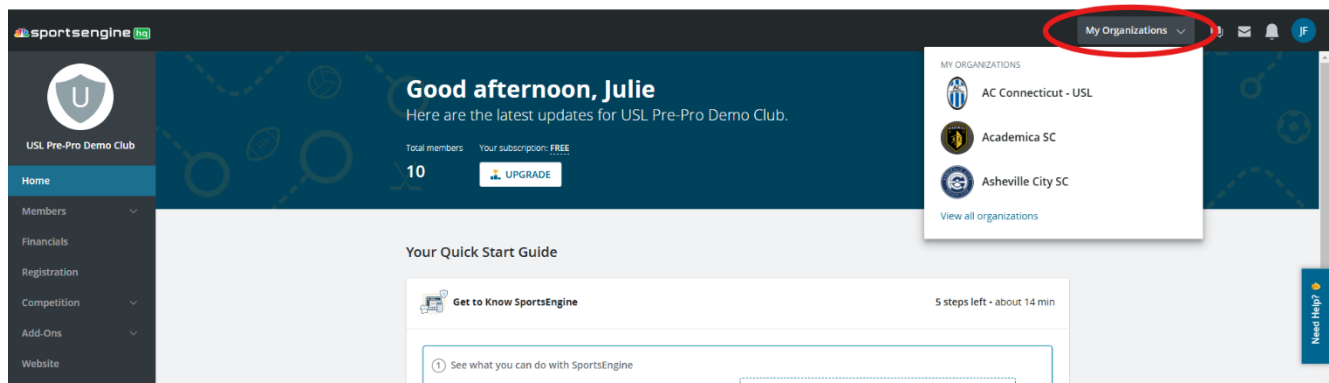 sportsengine hq
My Organizations
JF
U
USL Pre-Pro Demo Club
Home
Members
Financials
Registration
Competition
Add-Ons
Website
Good afternoon, Julie
Here are the latest updates for USL Pre-Pro Demo Club.
Total members
Your subscription: FREE
10
UPGRADE
MY ORGANIZATIONS
AC Connecticut - USL
Academica SC
Asheville City SC
View all organizations
Your Quick Start Guide
Get to Know SportsEngine
5 steps left • about 14 min
1 See what you can do with SportsEngine
Need Help?